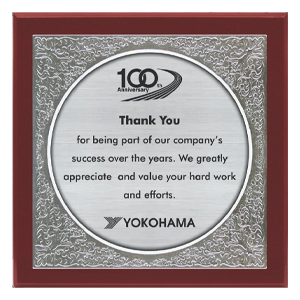 100th
Anniversary
Thank You
for being part of our company's
success over the years. We greatly
appreciate and value your hard work
and efforts.
YOKOHAMA